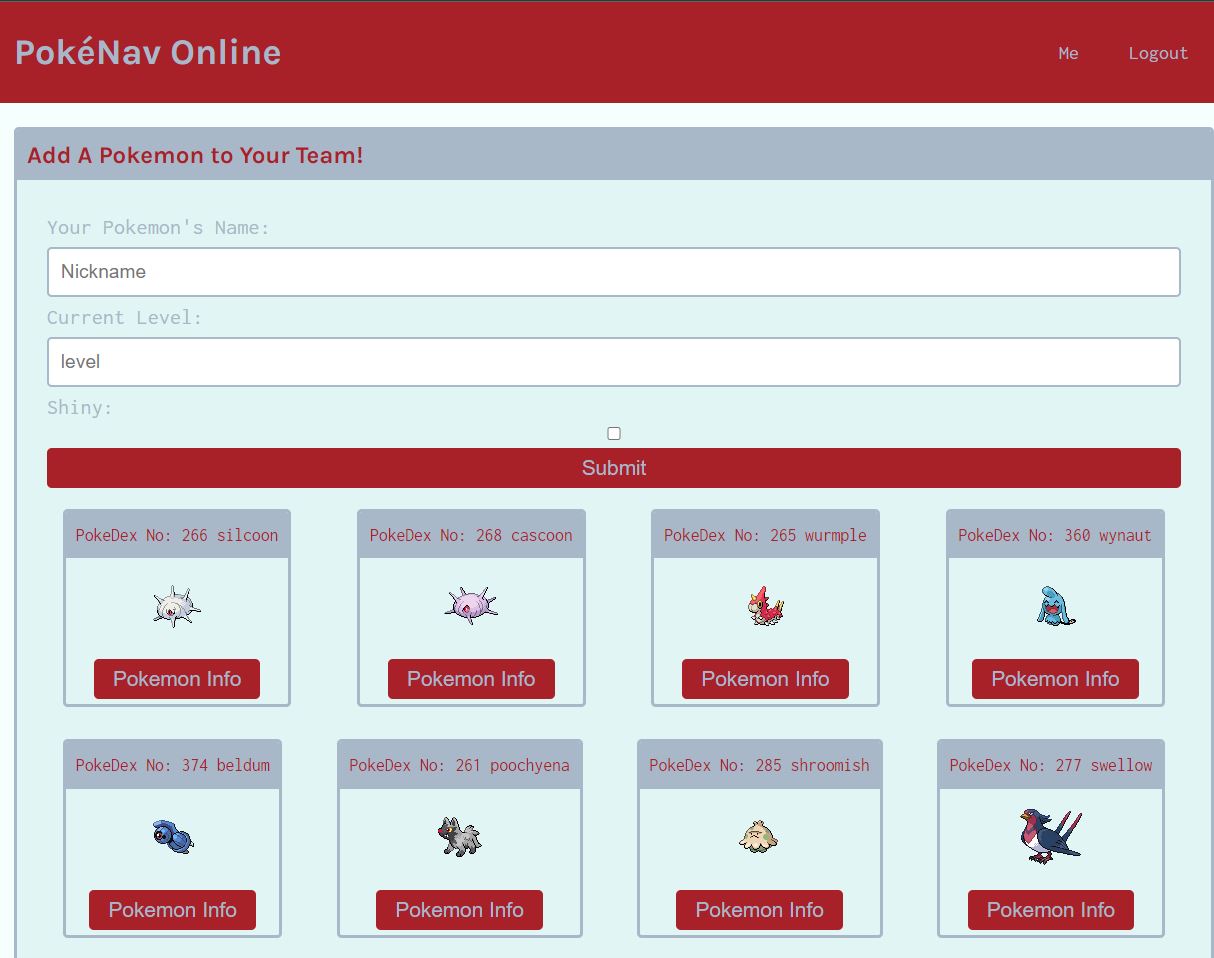 PokéNav Online
Me Logout
Add A Pokemon to Your Team!
Your Pokemon's Name:
Nickname
Current Level:
level
Shiny:
Submit
PokeDex No: 266 silcoon
PokeDex No: 268 cascoon
PokeDex No: 265 wurmple
PokeDex No: 360 wynaut
Pokemon Info
Pokemon Info
Pokemon Info
Pokemon Info
PokeDex No: 374 beldum
PokeDex No: 261 poochyena
PokeDex No: 285 shroomish
PokeDex No: 277 swellow
Pokemon Info
Pokemon Info
Pokemon Info
Pokemon Info